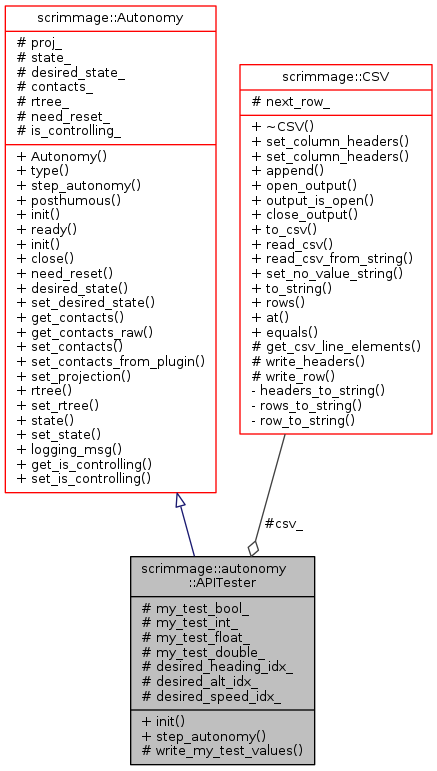 scrimmage::Autonomy
# proj_
# state_
# desired_state_
# contacts_
# rtree_
# need_reset_
# is_controlling_
+ Autonomy()
+ type()
+ step_autonomy()
+ posthumous()
+ init()
+ ready()
+ init()
+ close()
+ need_reset()
+ desired_state()
+ set_desired_state()
+ get_contacts()
+ get_contacts_raw()
+ set_contacts()
+ set_contacts_from_plugin()
+ set_projection()
+ rtree()
+ set_rtree()
+ state()
+ set_state()
+ logging_msg()
+ get_is_controlling()
+ set_is_controlling()
scrimmage::CSV
# next_row_
+ ~CSV()
+ set_column_headers()
+ set_column_headers()
+ append()
+ open_output()
+ output_is_open()
+ close_output()
+ to_csv()
+ read_csv()
+ read_csv_from_string()
+ set_no_value_string()
+ to_string()
+ rows()
+ at()
+ equals()
# get_csv_line_elements()
# write_headers()
# write_row()
- headers_to_string()
- rows_to_string()
- row_to_string()
#csv_
scrimmage::autonomy
::APITester
# my_test_bool_
# my_test_int_
# my_test_float_
# my_test_double_
# desired_heading_idx_
# desired_alt_idx_
# desired_speed_idx_
+ init()
+ step_autonomy()
# write_my_test_values()